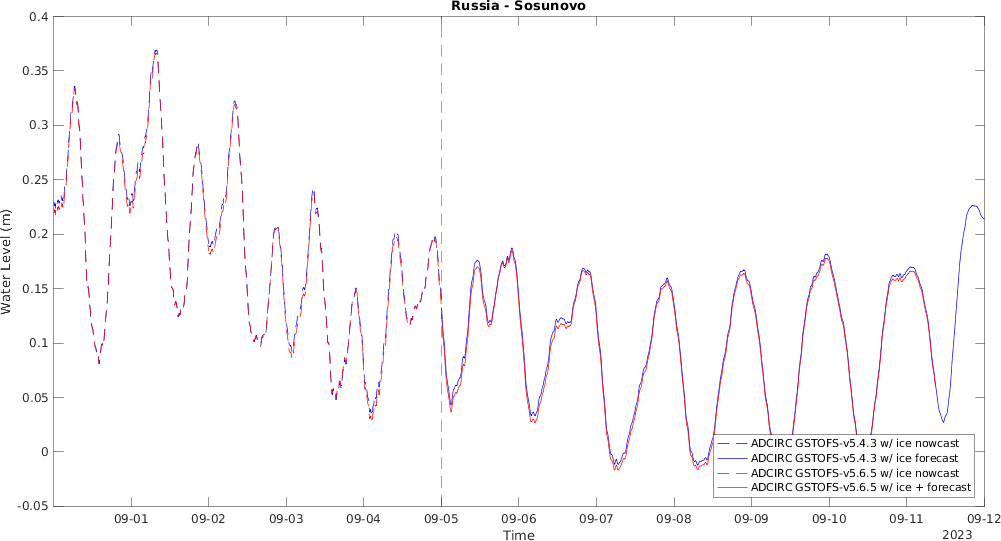 Russia - Sosunovo
0.4
0.35
0.3
0.25
0.2
0.15
0.1
0.05
0
-0.05
Water Level (m)
ADCIRC GSTOFS-v5.4.3 w/ ice nowcast
ADCIRC GSTOFS-v5.4.3 w/ ice forecast
ADCIRC GSTOFS-v5.6.5 w/ ice nowcast
ADCIRC GSTOFS-v5.6.5 w/ ice + forecast
09-01 09-02 09-03 09-04 09-05 09-06 09-07 09-08 09-09 09-10 09-11 09-12
Time
2023